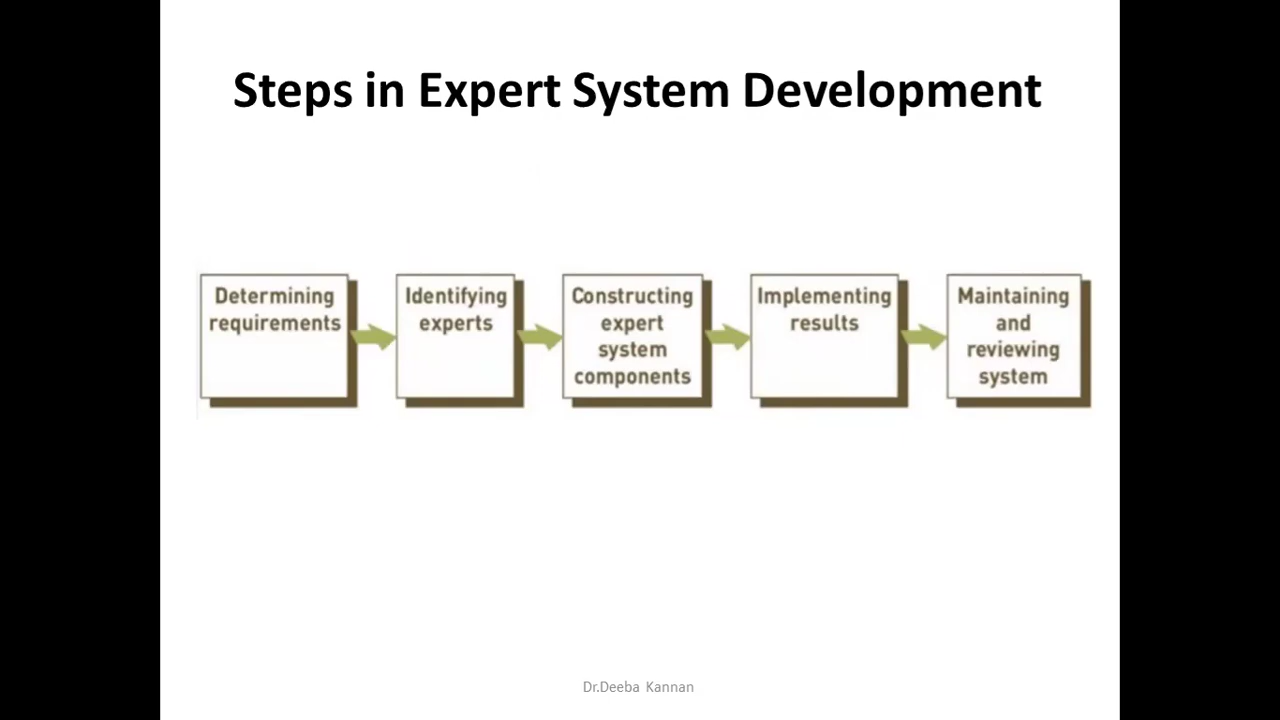 Steps in Expert System Development
Determining
requirements
Identifying
experts
Constructing
expert
system
components
Implementing
results
Maintaining
and
reviewing
system
Dr.Deeba Kannan